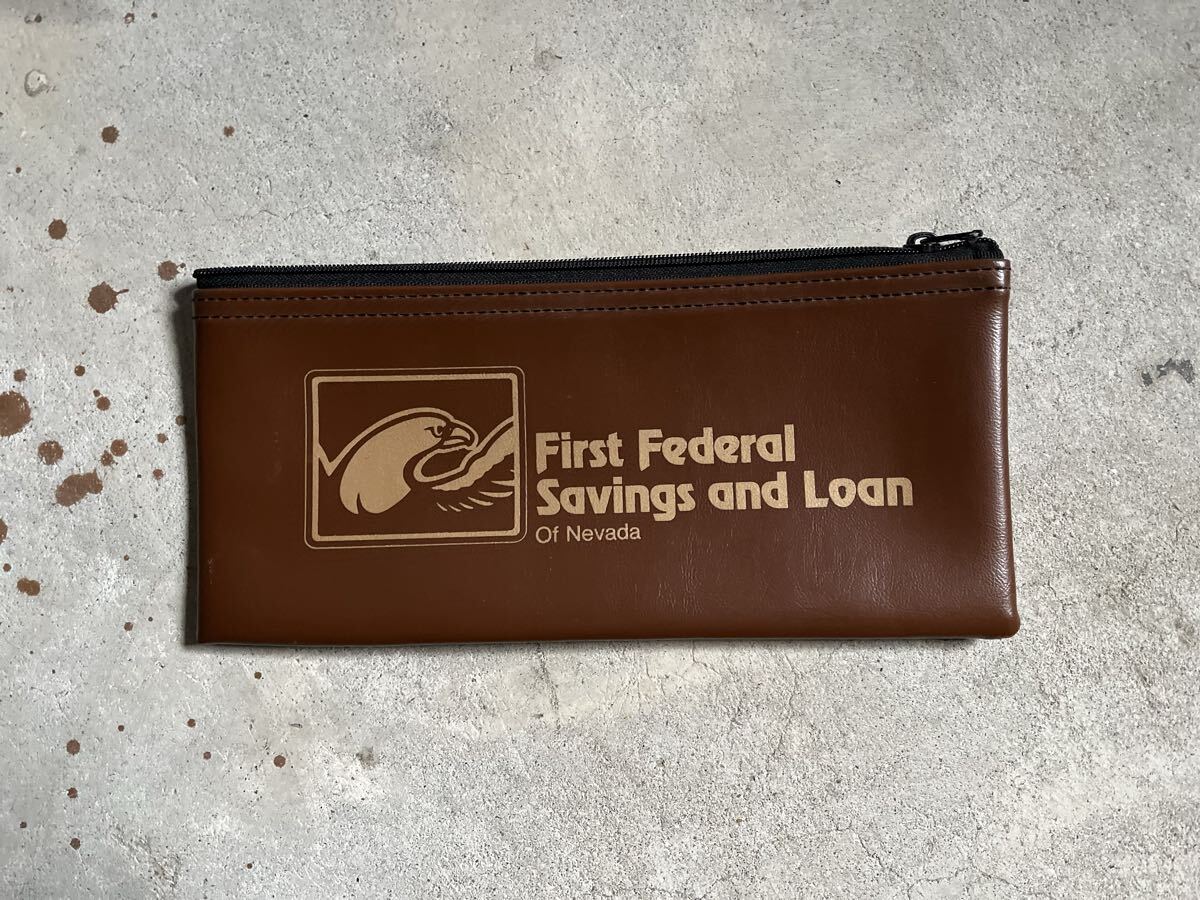 First Federal
Savings and Loan
Of Nevada